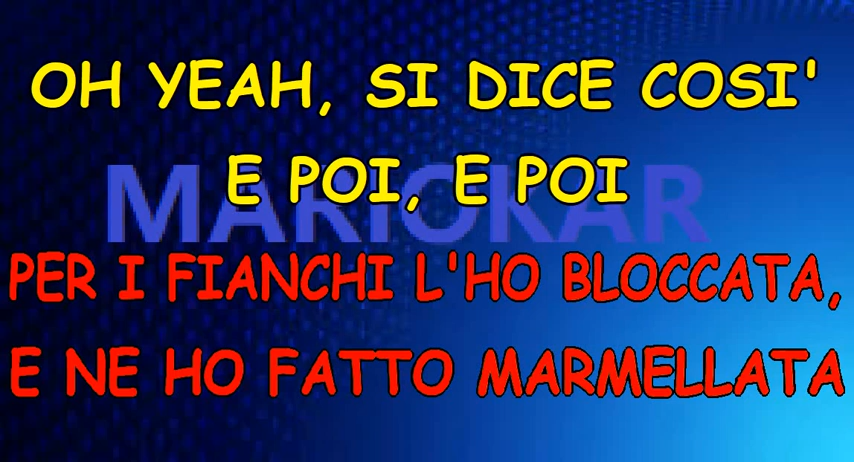 OH YEAH, SI DICE COSI'
E POI, E POI
MARIOKAR
PER I FIANCHI L'HO BLOCCATA,
E NE HO FATTO MARMELLATA